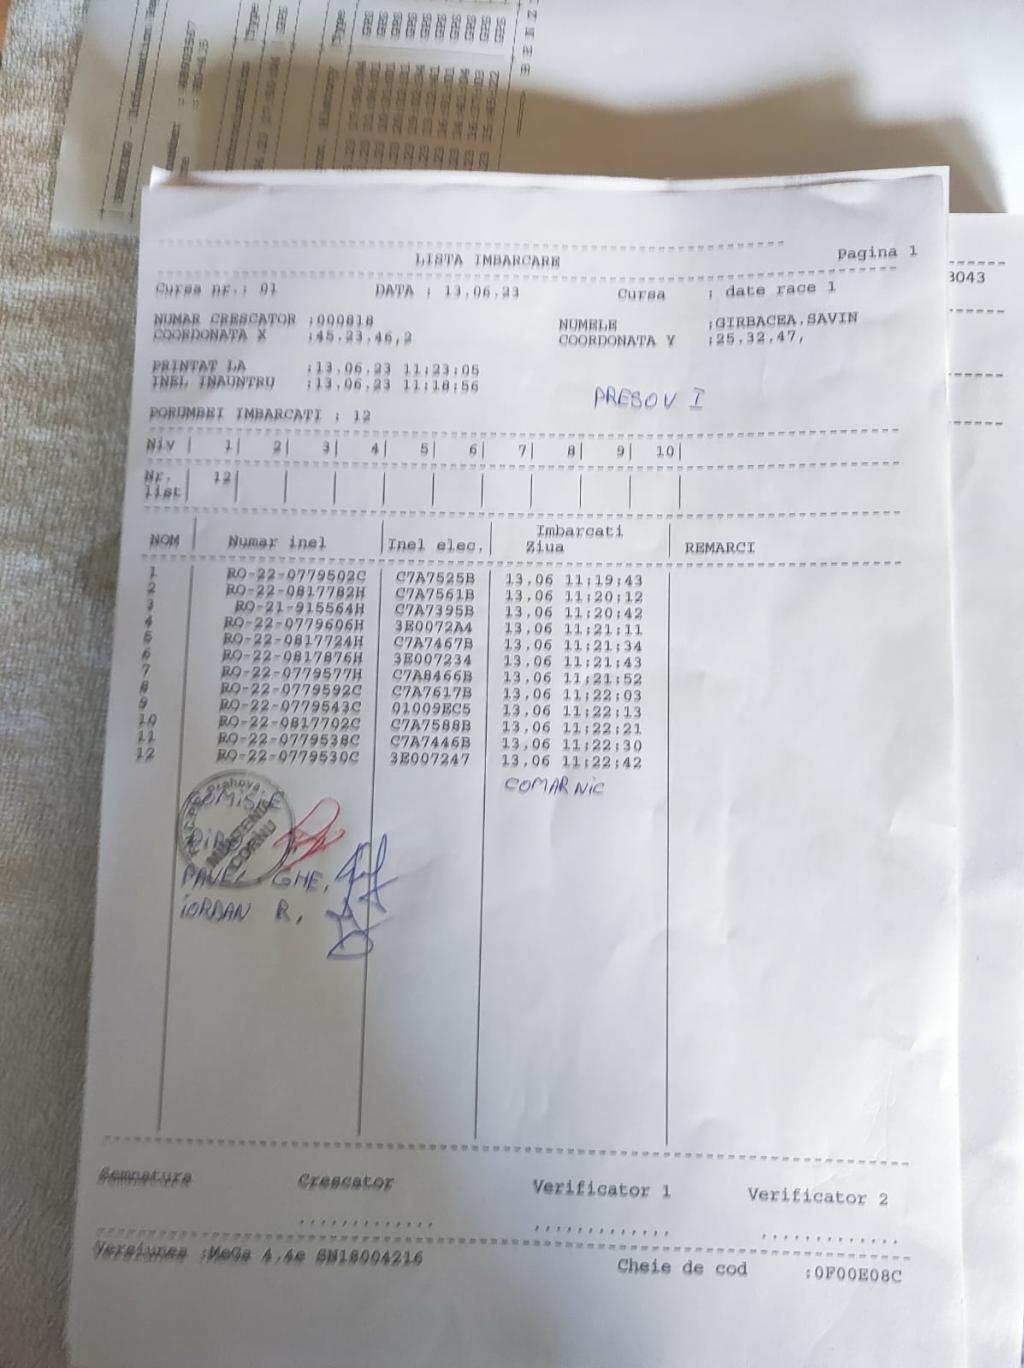 LISTA IMBARCARE
Pagina 1
Cursa nr.: 01 DATA : 13.06.23 Cursa : date race 1
NUMAR CRESCATOR :000818 NUMELE :GIRBACEA,SAVIN
COORDONATA X :45.23.46,2 COORDONATA Y :25.32.47,
PRINTAT LA :13.06.23 11:23:05
INEL INAUNTRU :13.06.23 11:18:56
PRESOV I
PORUMBEI IMBARCATI : 12
Niv | 1| 2| 3| 4| 5| 6| 7| 8| 9| 10|
Nr. list | 12|
NOM | Numar inel | Inel elec. | Imbarcati Ziua | REMARCI
1 RO-22-0779502C C7A7525B 13.06 11:19:43
2 RO-22-0817782H C7A7561B 13.06 11:20:12
3 RO-21-915564H C7A7395B 13.06 11:20:42
4 RO-22-0779606H 3E0072A4 13.06 11:21:11
5 RO-22-0817724H C7A7467B 13.06 11:21:34
6 RO-22-0817876H 3E007234 13.06 11:21:43
7 RO-22-0779577H C7A8466B 13.06 11:21:52
8 RO-22-0779592C C7A7617B 13.06 11:22:03
9 RO-22-0779543C 01009EC5 13.06 11:22:13
10 RO-22-0817702C C7A7588B 13.06 11:22:21
11 RO-22-0779538C C7A7446B 13.06 11:22:30
12 RO-22-0779530C 3E007247 13.06 11:22:42
COMARNIC
COMISIE
Prahova
CORNU
PAVEL GHE.
IORDAN R.
Semnatura Crescator Verificator 1 Verificator 2
Versiunea :MeGa 4.4e SN18004216
Cheie de cod :0F00E08C
3043